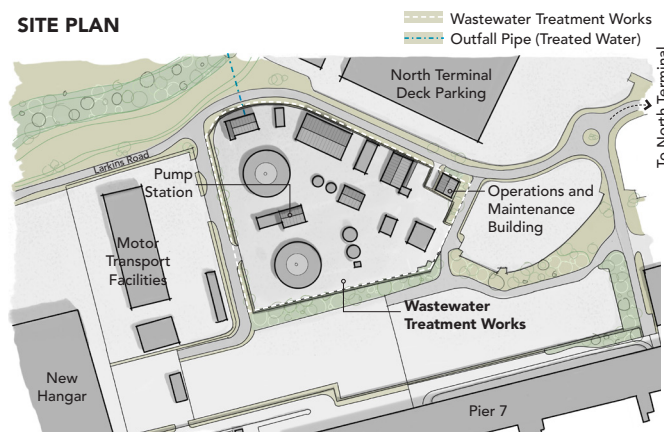 SITE PLAN
Wastewater Treatment Works
Outfall Pipe (Treated Water)
North Terminal
Deck Parking
To North Terminal
Larkins Road
Pump
Station
Operations and
Maintenance
Building
Motor
Transport
Facilities
Wastewater
Treatment Works
New
Hangar
Pier 7